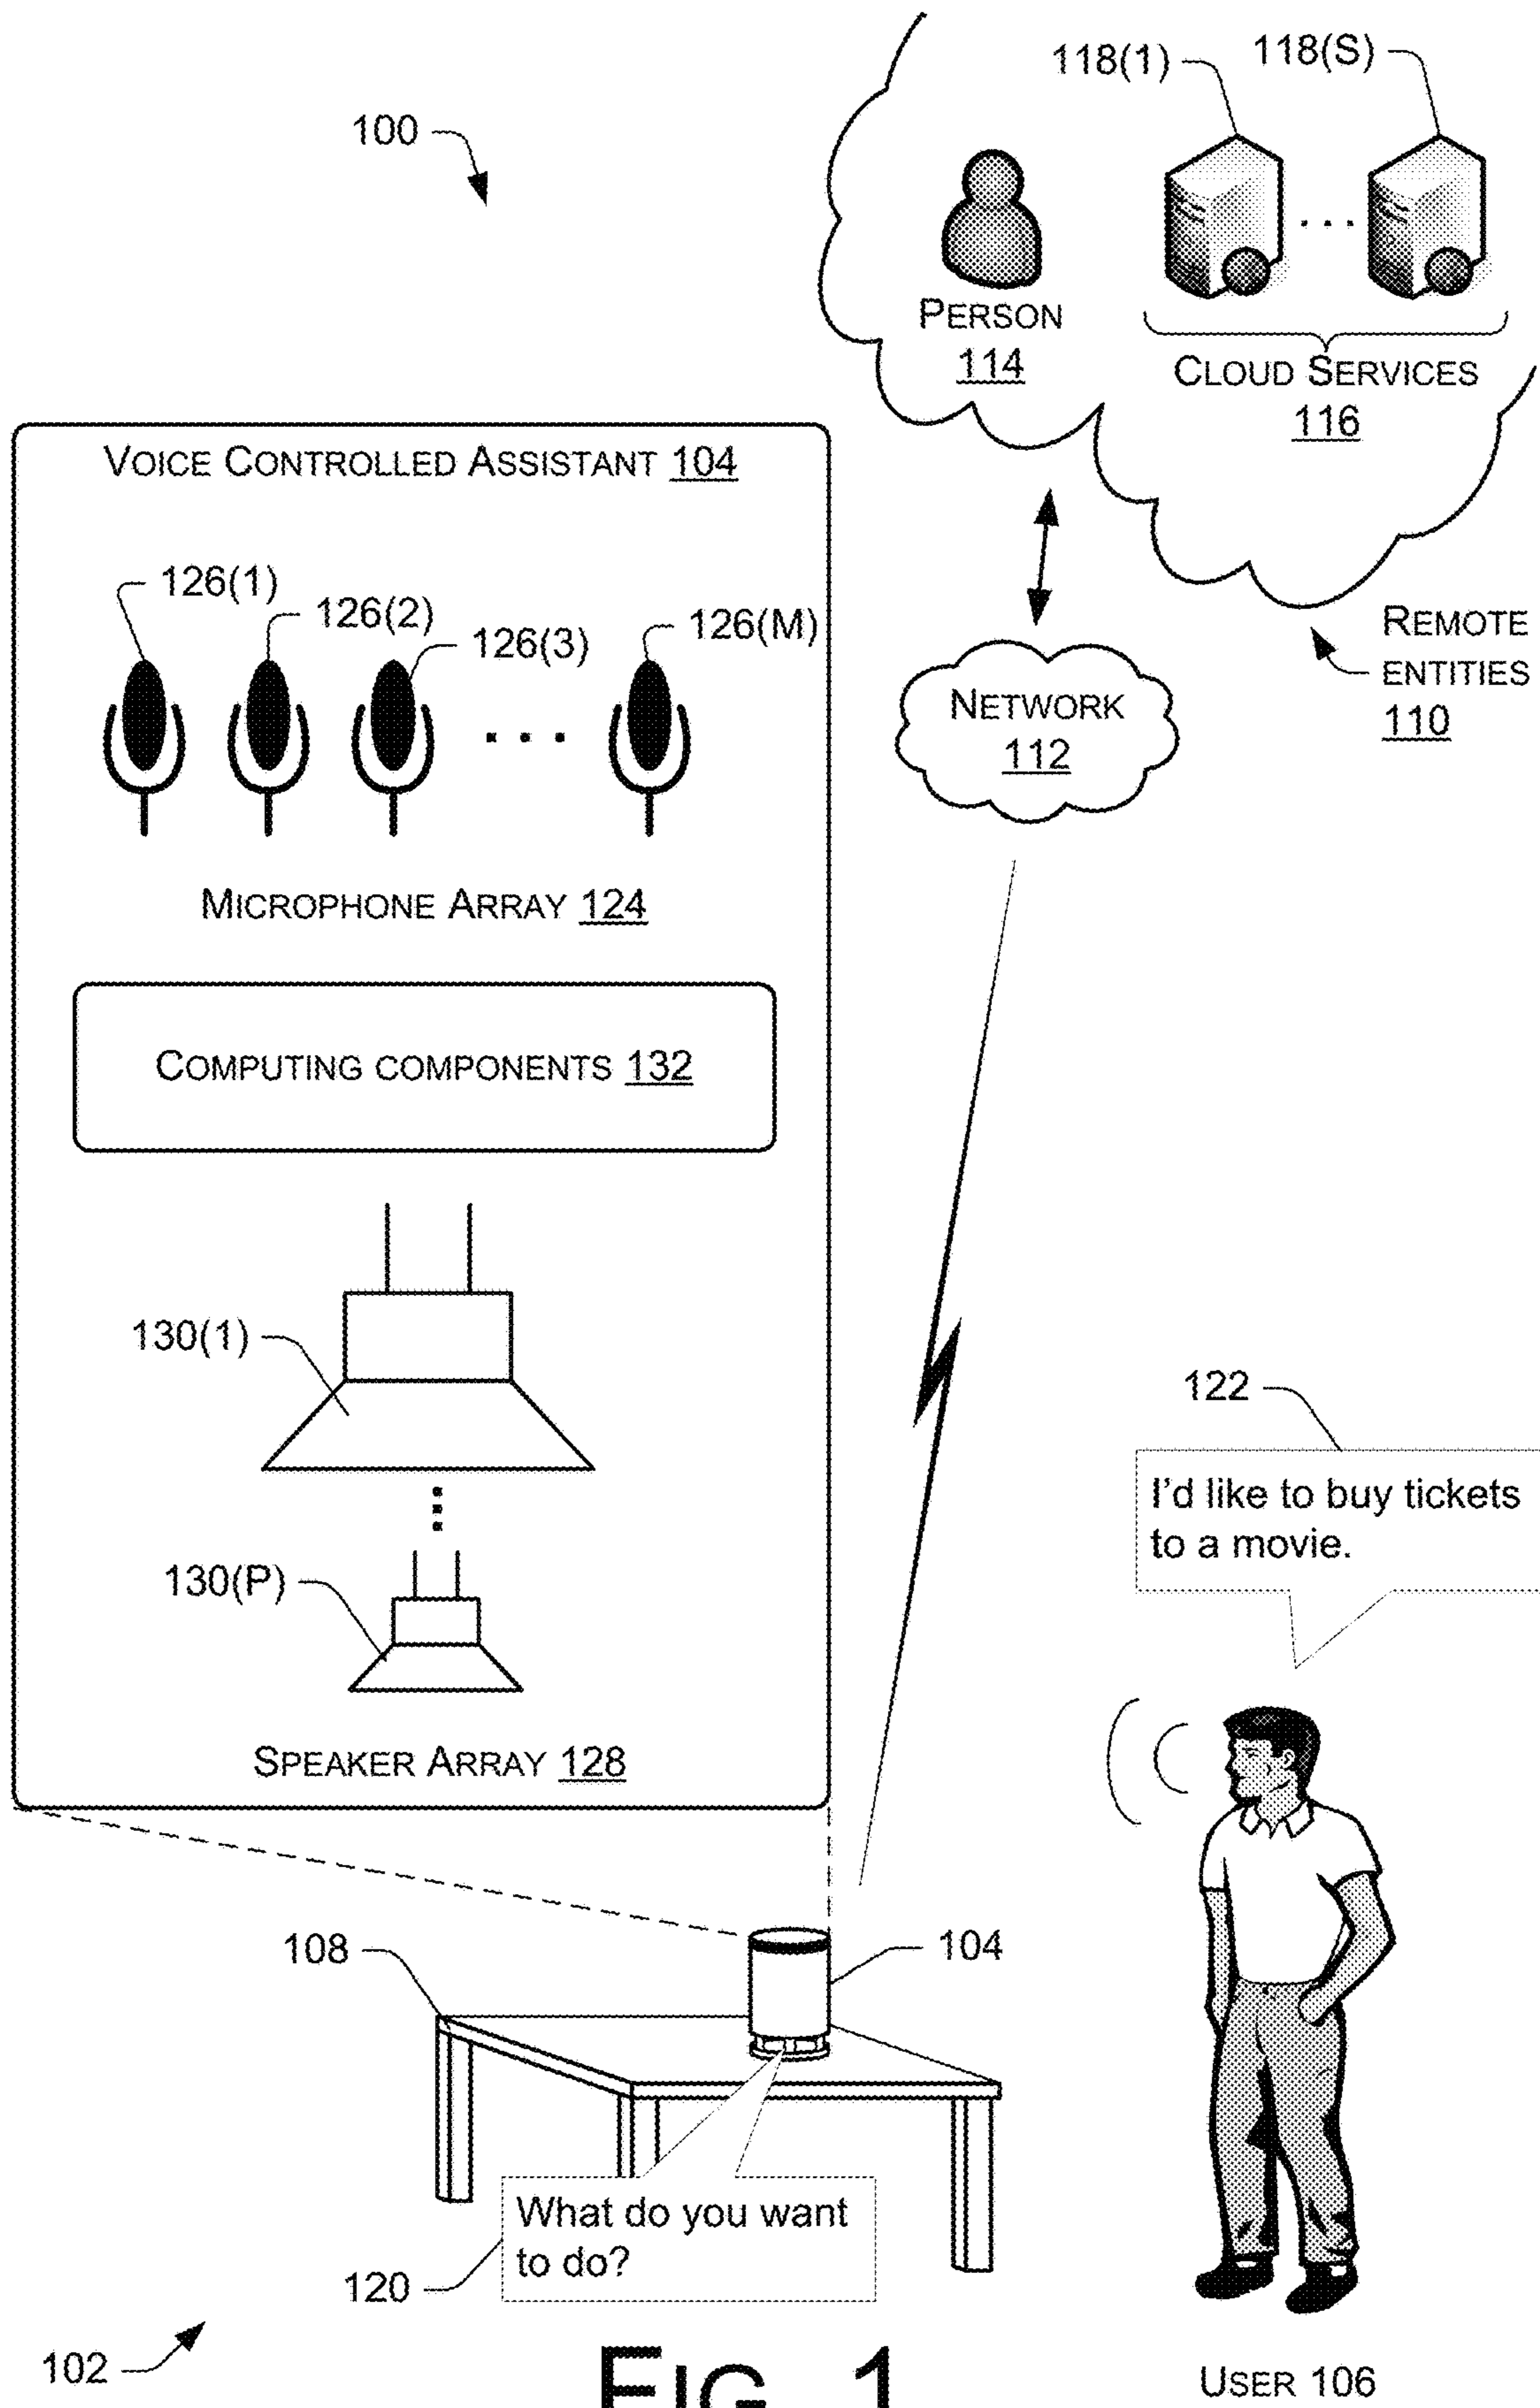 118(1)
118(S)
100
PERSON
114
CLOUD SERVICES
116
VOICE CONTROLLED ASSISTANT 104
126(1)
126(2)
126(3)
126(M)
REMOTE
ENTITIES
110
NETWORK
112
MICROPHONE ARRAY 124
COMPUTING COMPONENTS 132
130(1)
122
I'd like to buy tickets
to a movie.
130(P)
SPEAKER ARRAY 128
108
104
What do you want
to do?
120
102
FIG. 1
USER 106